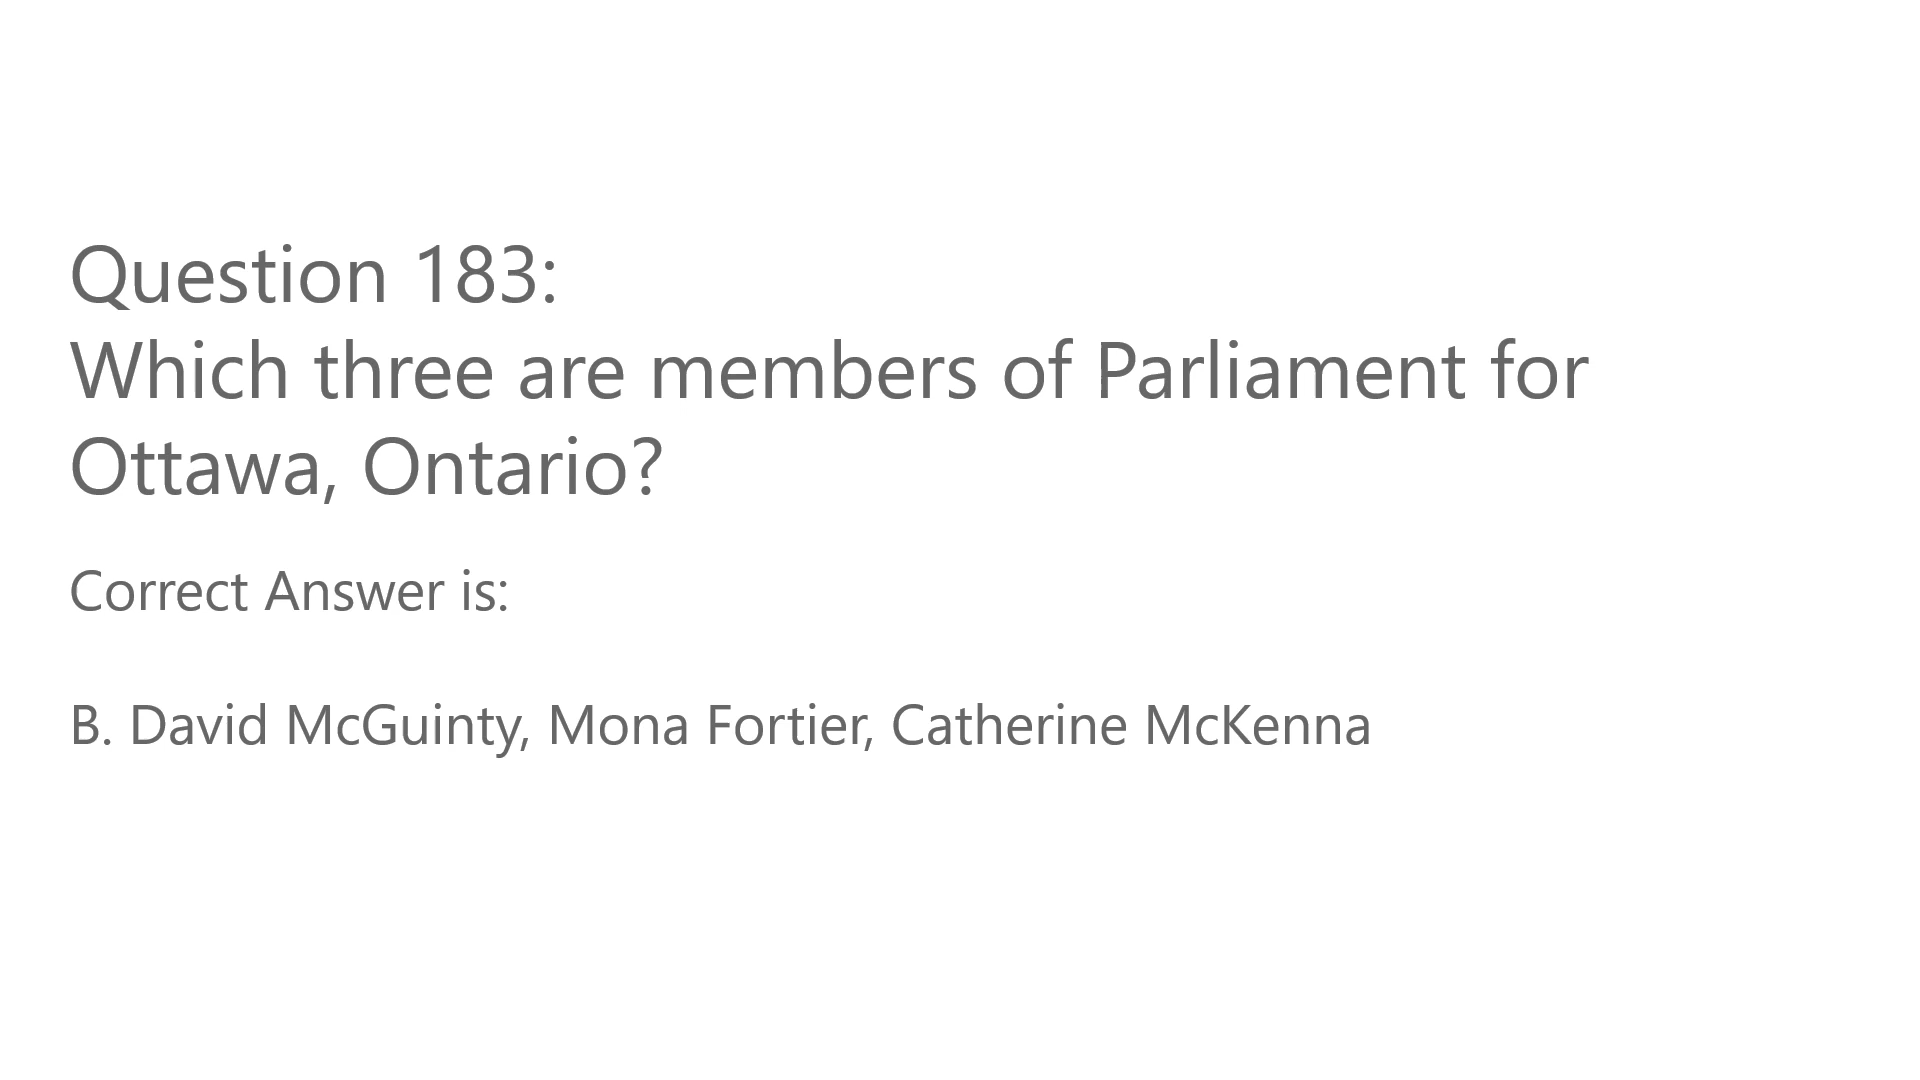 Question 183:
Which three are members of Parliament for
Ottawa, Ontario?
Correct Answer is:
B. David McGuinty, Mona Fortier, Catherine McKenna